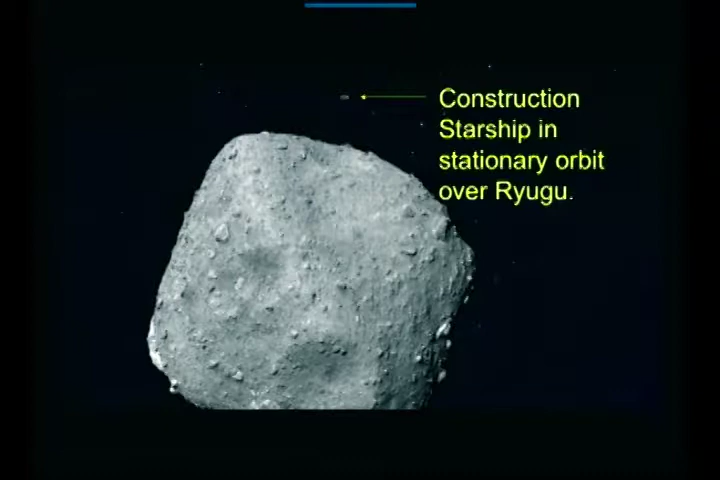 Construction
Starship in
stationary orbit
over Ryugu.